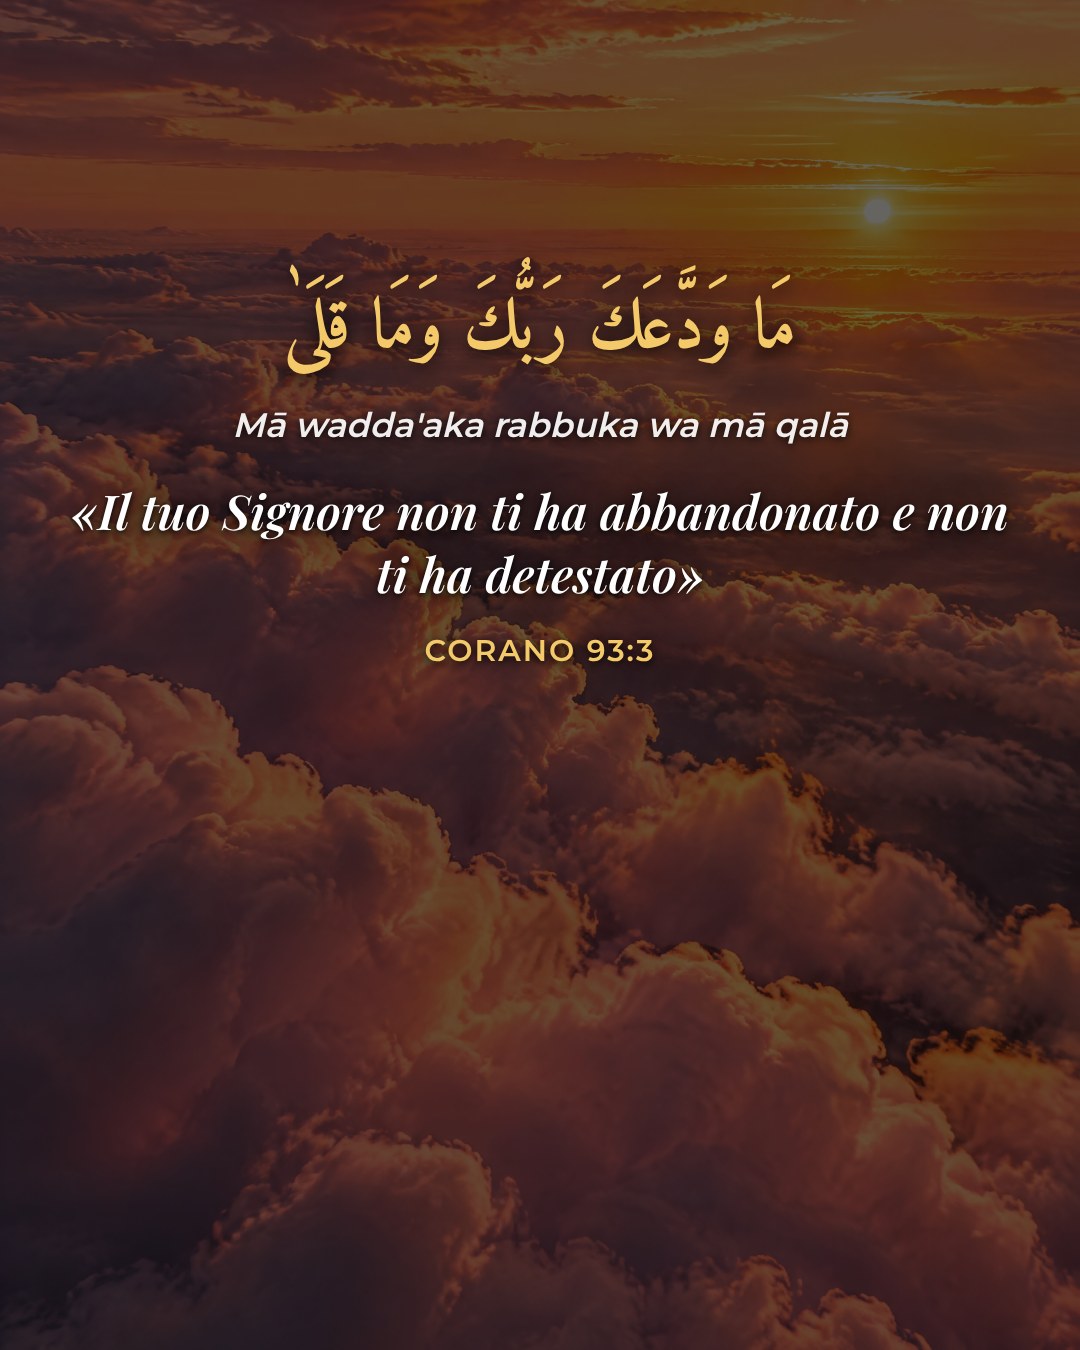 مَا وَدَّعَكَ رَبُّكَ وَمَا قَلَىٰ
Mā wadda'aka rabbuka wa mā qalā
«Il tuo Signore non ti ha abbandonato e non
ti ha detestato»
CORANO 93:3